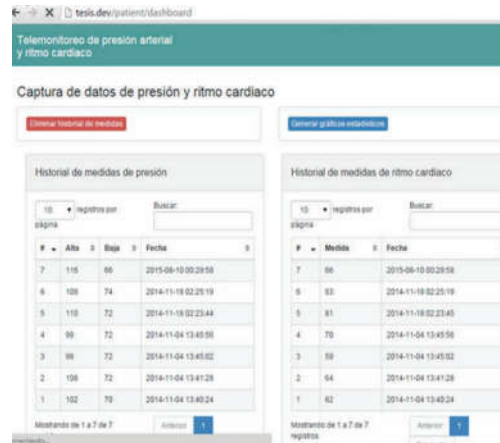 tesis.dev/patient/dashboard
Telemonitoreo de presión arterial
y ritmo cardiaco
Captura de datos de presión y ritmo cardiaco
Eliminar historial de medidas
Generar gráficos estadísticos
Historial de medidas de presión
10 registros por
página
Buscar:
# Alta Baja Fecha
7 116 66 2015-08-10 00:28:58
6 109 74 2014-11-18 02:25:19
5 110 72 2014-11-18 02:23:44
4 99 72 2014-11-04 13:45:56
3 98 72 2014-11-04 13:45:02
2 106 72 2014-11-04 13:41:28
1 102 70 2014-11-04 13:40:24
Mostrando de 1 a 7 de 7
Anterior 1
Historial de medidas de ritmo cardiaco
10 registros por
página
Buscar:
# Medida Fecha
7 66 2015-08-10 00:28:58
6 83 2014-11-18 02:25:19
5 81 2014-11-18 02:23:45
4 70 2014-11-04 13:45:56
3 59 2014-11-04 13:45:02
2 64 2014-11-04 13:41:28
1 62 2014-11-04 13:40:24
Mostrando de 1 a 7 de 7
registros
Anterior 1